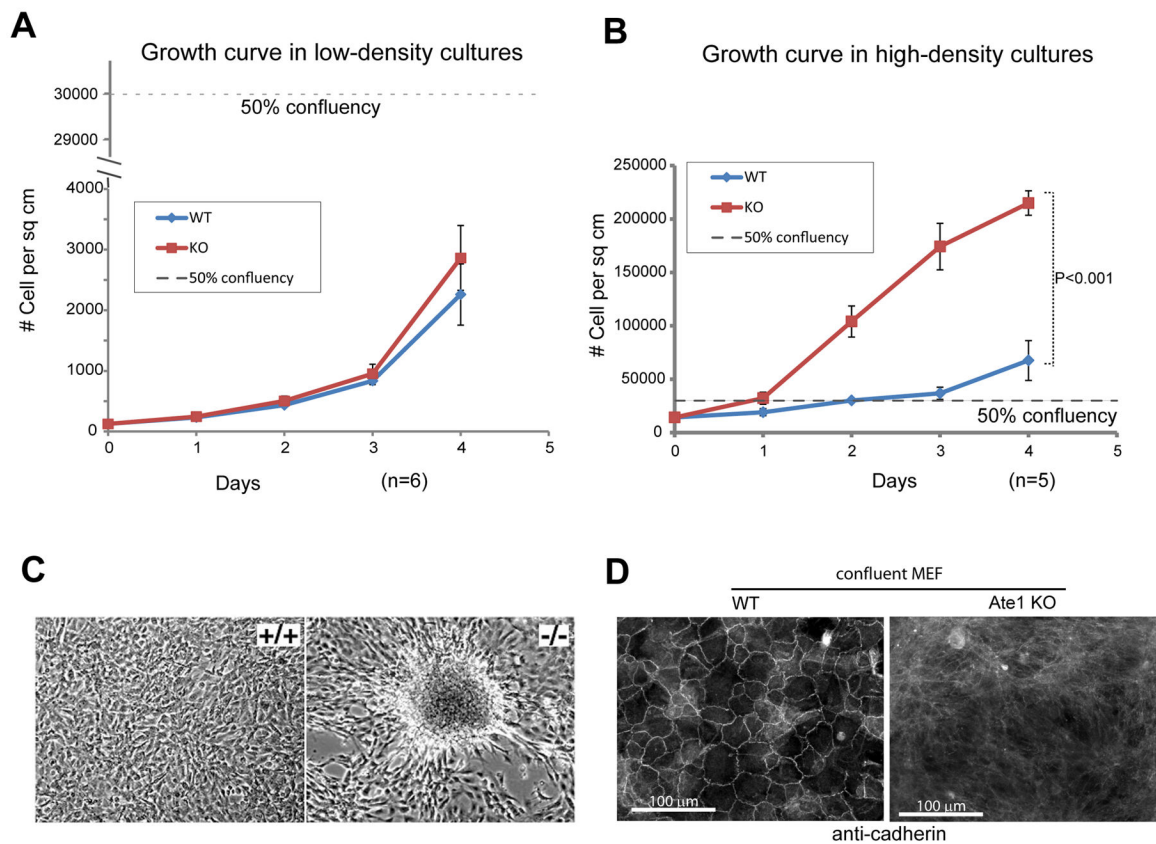 A
Growth curve in low-density cultures
30000
50% confluency
29000
4000
WT
KO
50% confluency
3000
2000
1000
0
# Cell per sq cm
0 1 2 3 4 5
Days (n=6)
B
Growth curve in high-density cultures
250000
WT
KO
50% confluency
200000
150000
100000
50000
0
# Cell per sq cm
P<0.001
50% confluency
0 1 2 3 4 5
Days (n=5)
C
+/+ -/-
D
confluent MEF
WT Ate1 KO
100 µm 100 µm
anti-cadherin